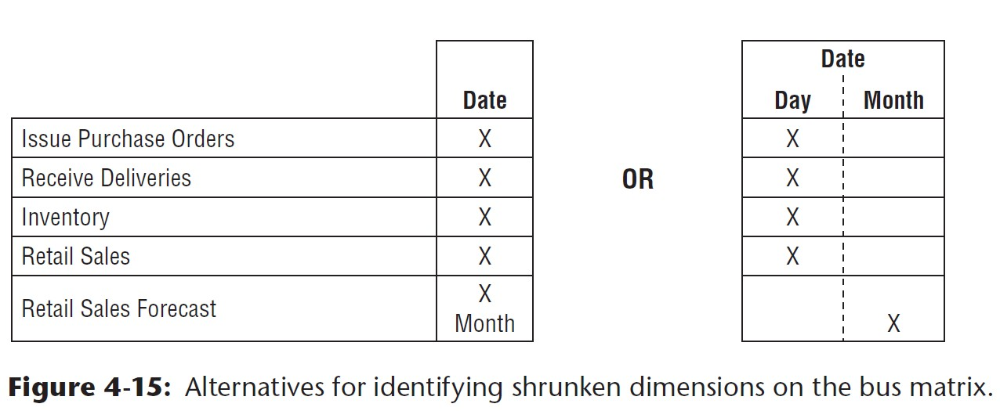 Date
Day Month
Date
Issue Purchase Orders X X
Receive Deliveries X OR X
Inventory X X
Retail Sales X X
Retail Sales Forecast X Month X
Figure 4-15: Alternatives for identifying shrunken dimensions on the bus matrix.